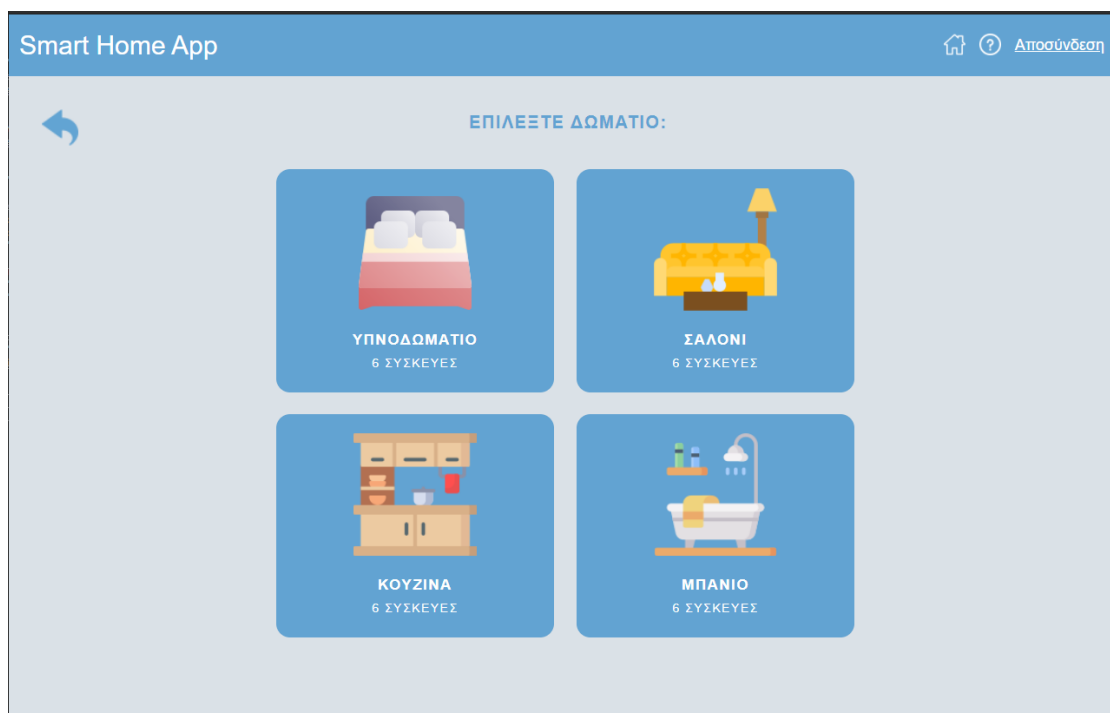 Smart Home App
Αποσύνδεση
ΕΠΙΛΕΞΤΕ ΔΩΜΑΤΙΟ:
ΥΠΝΟΔΩΜΑΤΙΟ
6 ΣΥΣΚΕΥΕΣ
ΣΑΛΟΝΙ
6 ΣΥΣΚΕΥΕΣ
ΚΟΥΖΙΝΑ
6 ΣΥΣΚΕΥΕΣ
ΜΠΑΝΙΟ
6 ΣΥΣΚΕΥΕΣ